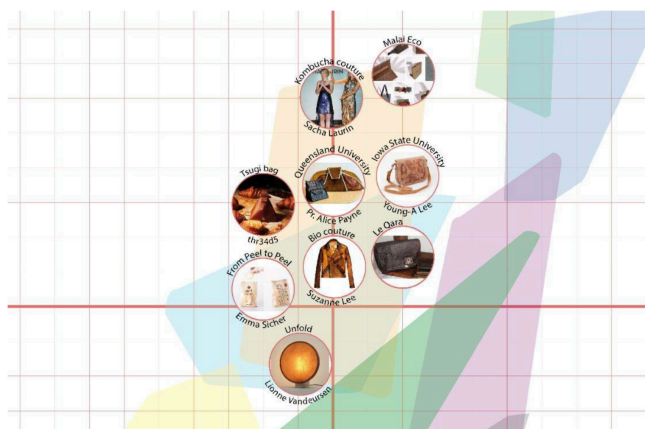 Malai Eco
Kombucha couture
Sacha Laurin
Queensland University
Pr. Alice Payne
Iowa State University
Young-A Lee
Tsugi bag
thr34d5
Bio couture
Suzanne Lee
Le Qara
From Peel to Peel
Emma Sicher
Unfold
Lionne Vandeursen